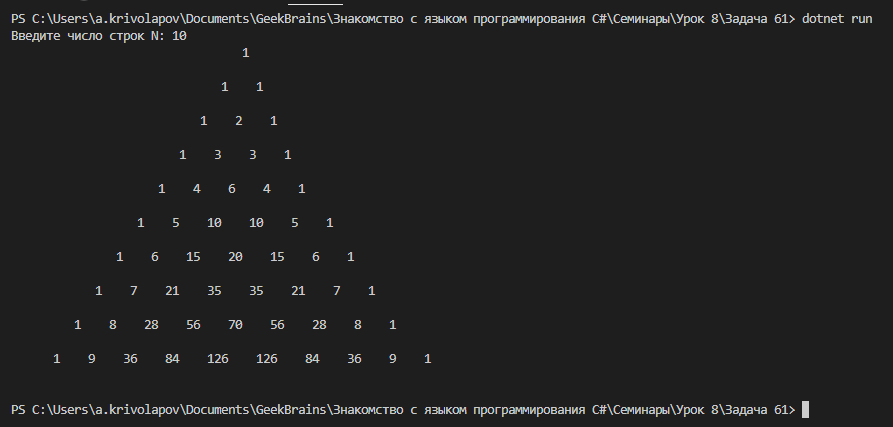 PS C:\Users\a.krivolapov\Documents\GeekBrains\Знакомство с языком программирования C#\Семинары\Урок 8\Задача 61> dotnet run
Введите число строк N: 10
1
1 1
1 2 1
1 3 3 1
1 4 6 4 1
1 5 10 10 5 1
1 6 15 20 15 6 1
1 7 21 35 35 21 7 1
1 8 28 56 70 56 28 8 1
1 9 36 84 126 126 84 36 9 1
PS C:\Users\a.krivolapov\Documents\GeekBrains\Знакомство с языком программирования C#\Семинары\Урок 8\Задача 61>